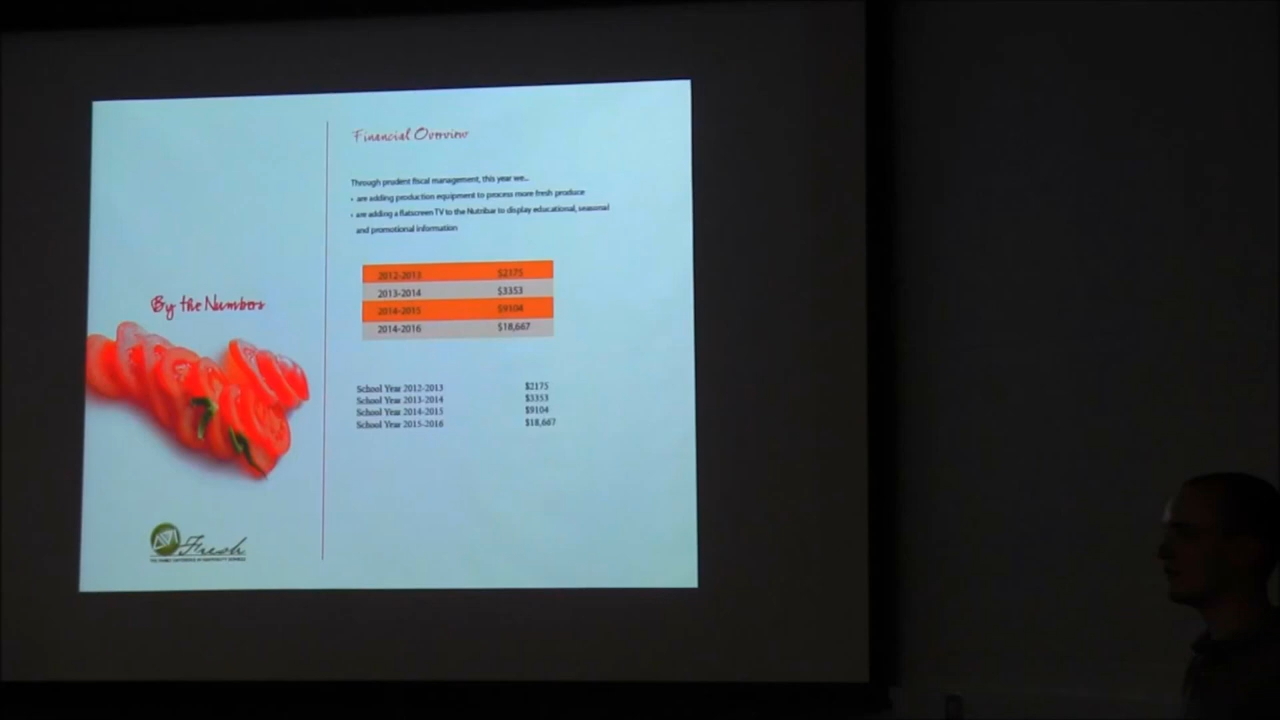 Financial Overview
Through prudent fiscal management, this year we...
• are adding production equipment to process more fresh produce
• are adding a flatscreen TV to the Nutribar to display educational, seasonal
and promotional information
2012-2013 $2175
2013-2014 $3353
2014-2015 $9104
2014-2016 $18,667
By the Numbers
School Year 2012-2013 $2175
School Year 2013-2014 $3353
School Year 2014-2015 $9104
School Year 2015-2016 $18,667
Fresh